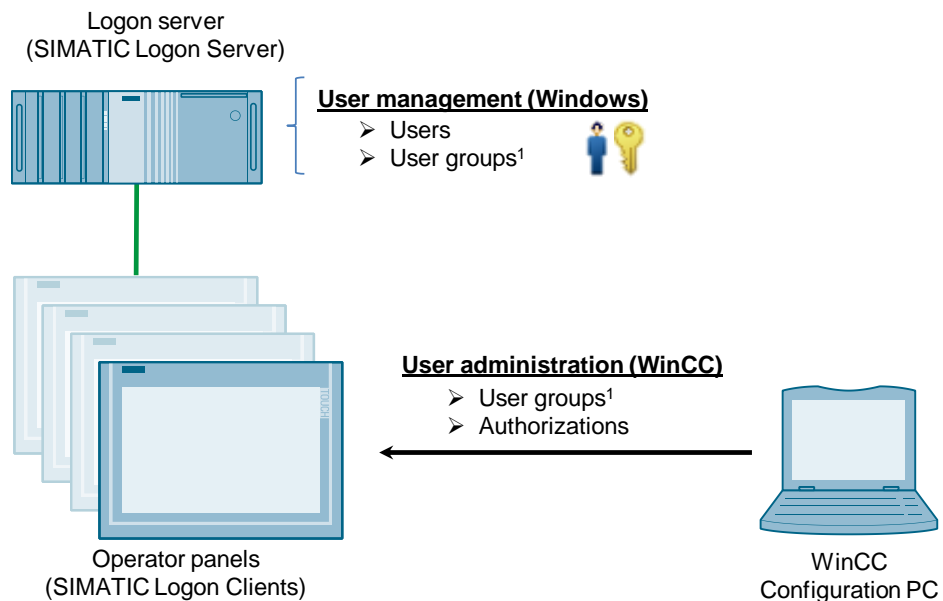 Logon server
(SIMATIC Logon Server)
User management (Windows)
➢ Users
➢ User groups¹
User administration (WinCC)
➢ User groups¹
➢ Authorizations
TOUCH
Operator panels
(SIMATIC Logon Clients)
WinCC
Configuration PC